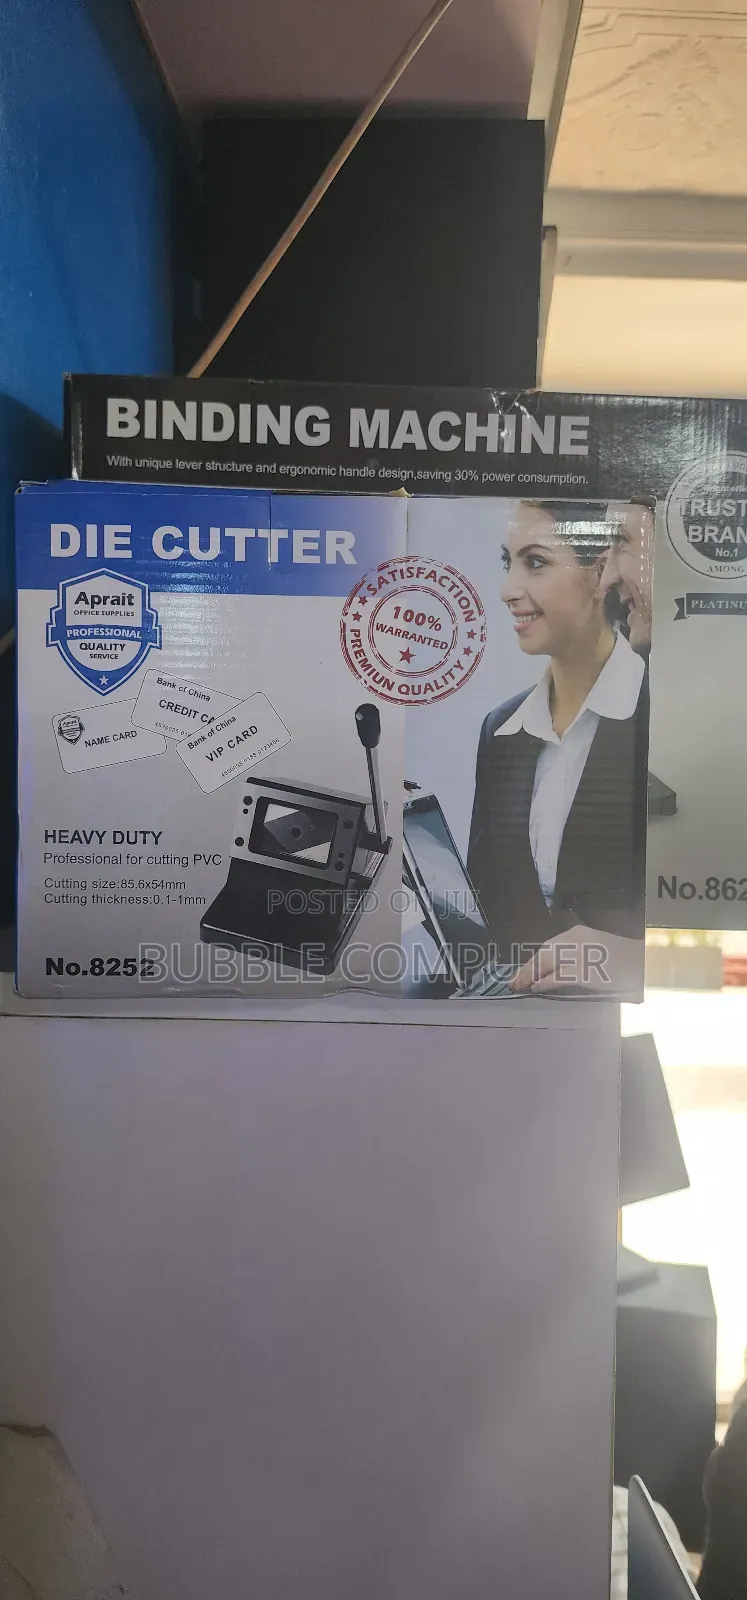 BINDING MACHINE
With unique lever structure and ergonomic handle design,saving 30% power consumption.
TRUST
BRAN
No.1
AMONG
PLATINU
No.862
DIE CUTTER
Aprait
OFFICE SUPPLIES
PROFESSIONAL
QUALITY
SERVICE
SATISFACTION
100%
WARRANTED
PREMIUN QUALITY
Bank of China
CREDIT CA
NAME CARD
Bank of China
VIP CARD
HEAVY DUTY
Professional for cutting PVC
Cutting size:85.6x54mm
Cutting thickness:0.1-1mm
No.8252
POSTED ON JIJI
BUBBLE COMPUTER